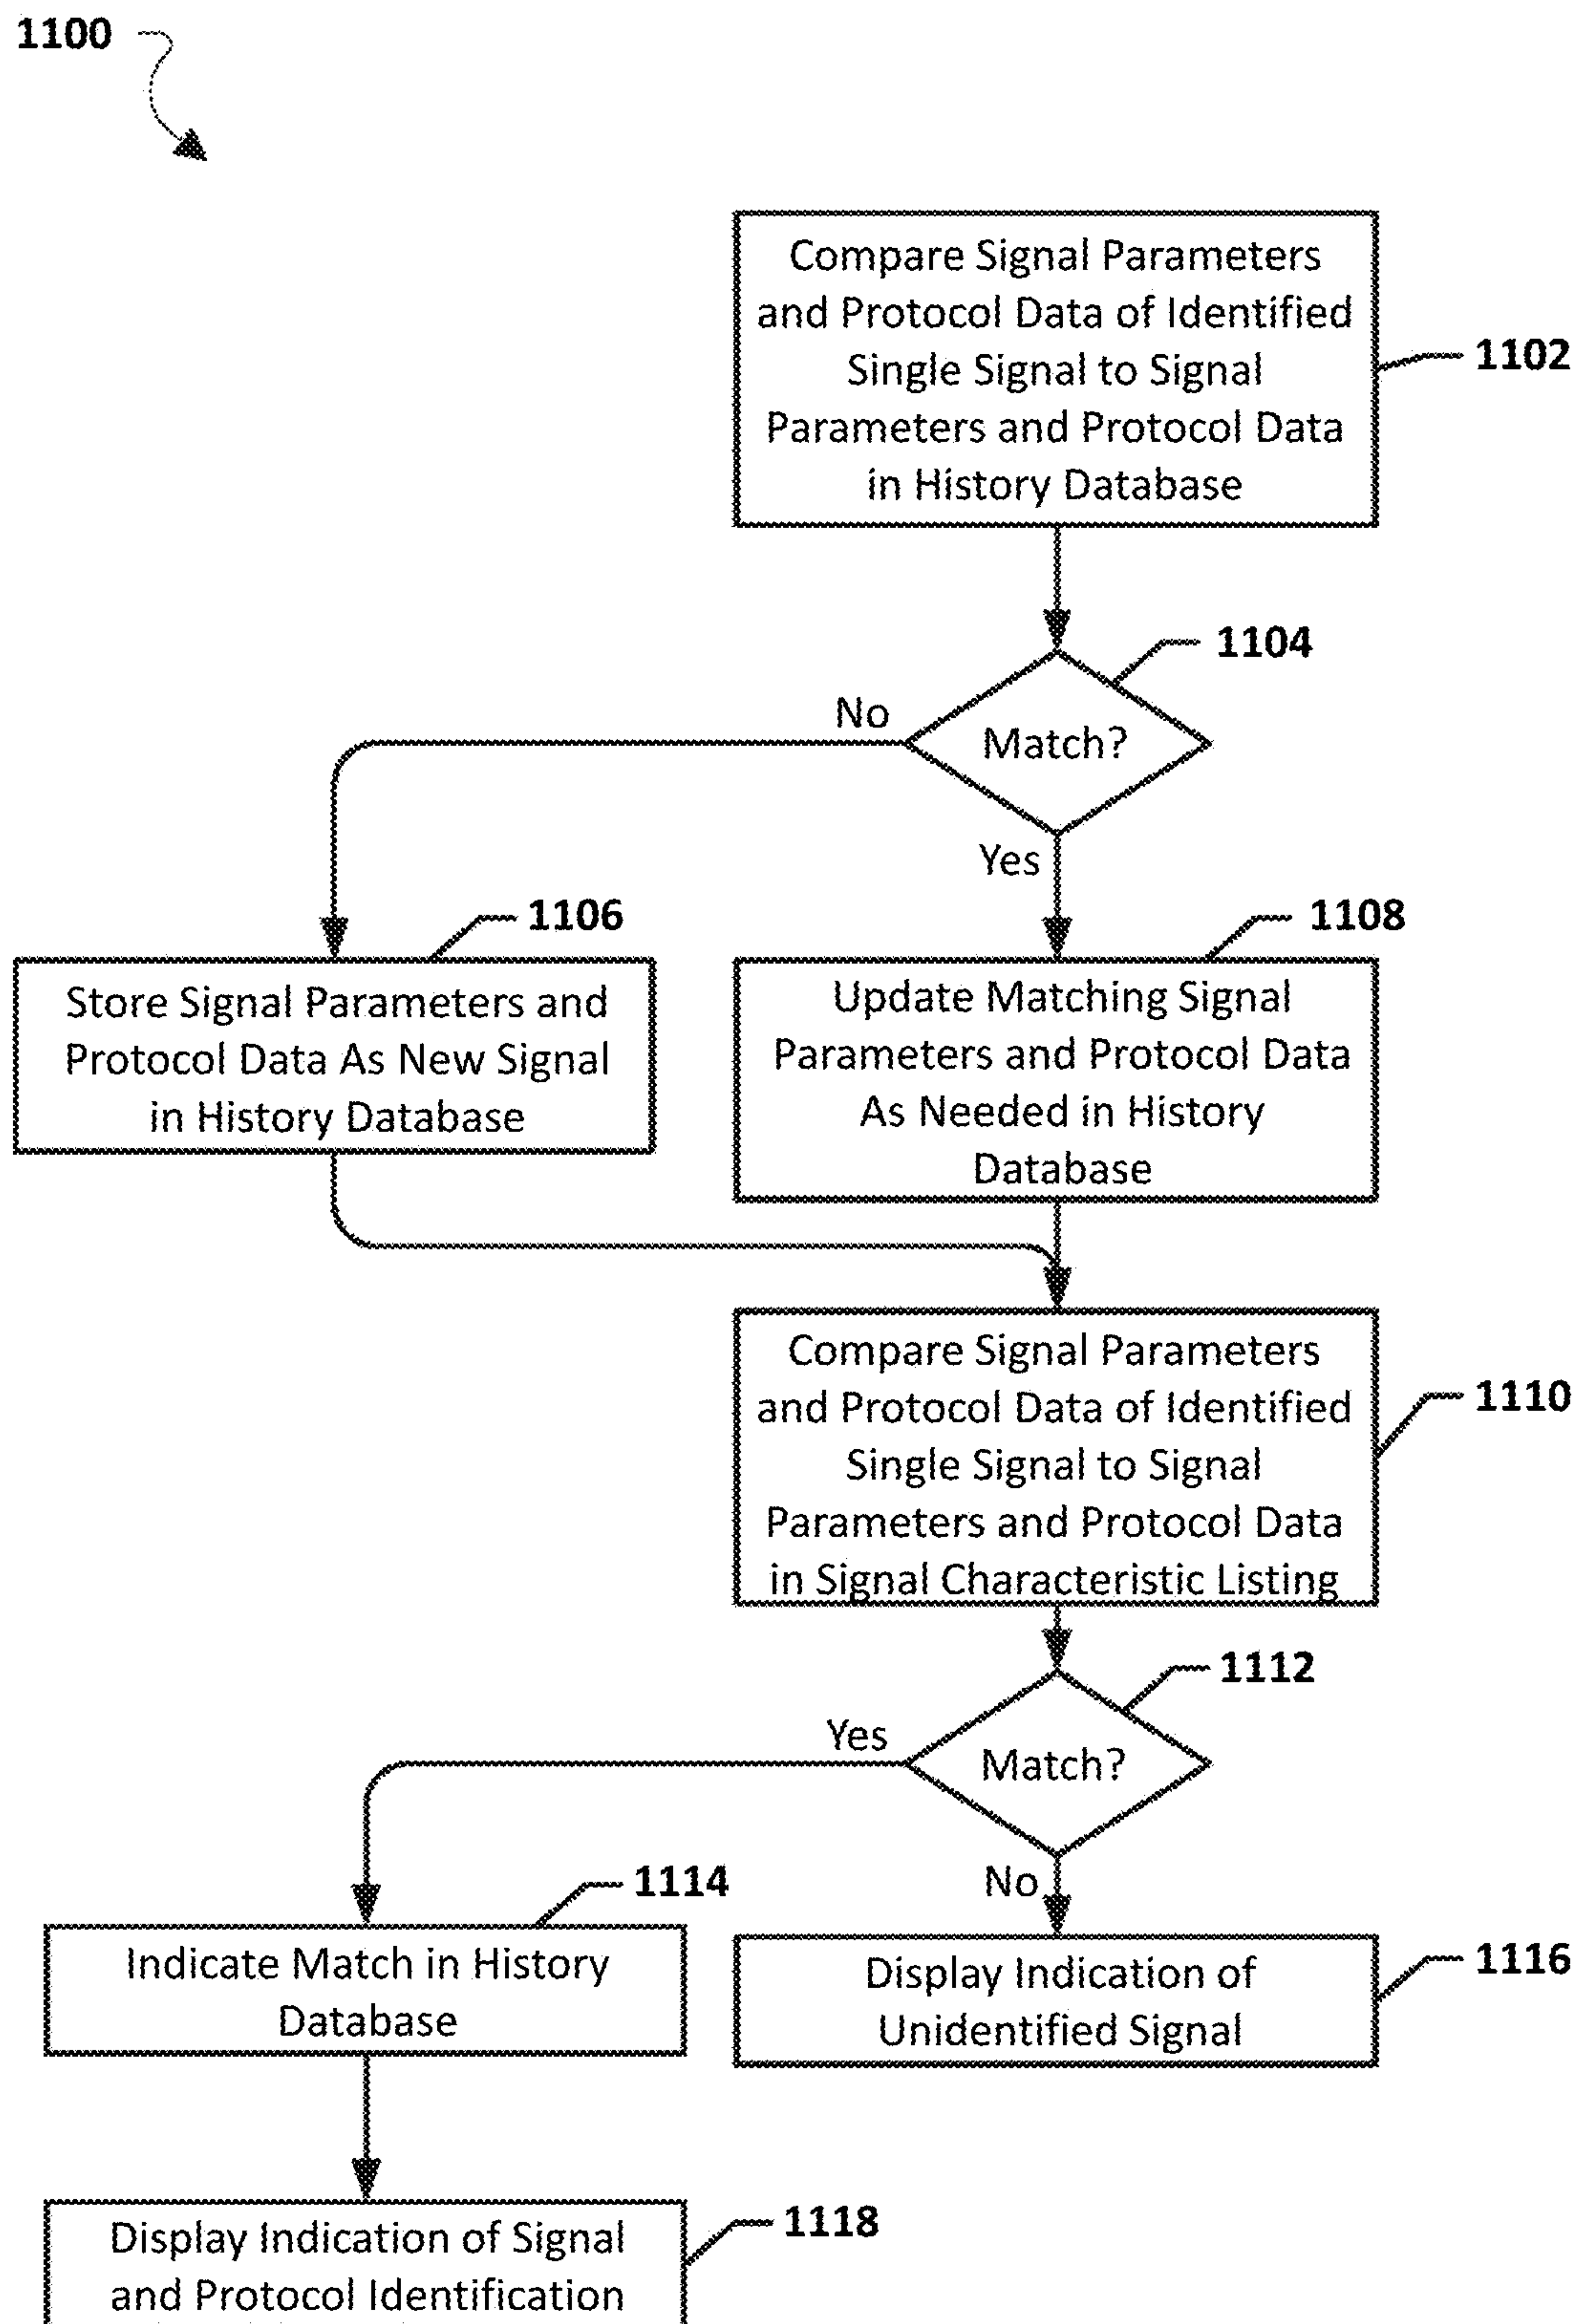 1100
Compare Signal Parameters
and Protocol Data of Identified
Single Signal to Signal
Parameters and Protocol Data
in History Database
1102
1104
Match?
No
Yes
1106
Store Signal Parameters and
Protocol Data As New Signal
in History Database
1108
Update Matching Signal
Parameters and Protocol Data
As Needed in History
Database
Compare Signal Parameters
and Protocol Data of Identified
Single Signal to Signal
Parameters and Protocol Data
in Signal Characteristic Listing
1110
1112
Match?
Yes
No
1114
Indicate Match in History
Database
Display Indication of
Unidentified Signal
1116
Display Indication of Signal
and Protocol Identification
1118